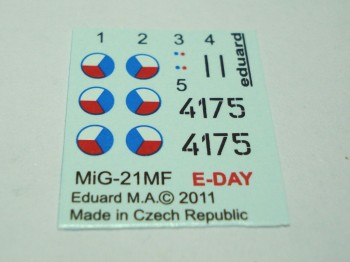 1 2 3 4
eduard
5
4175
4175
MiG-21MF E-DAY
Eduard M.A.© 2011
Made in Czech Republic